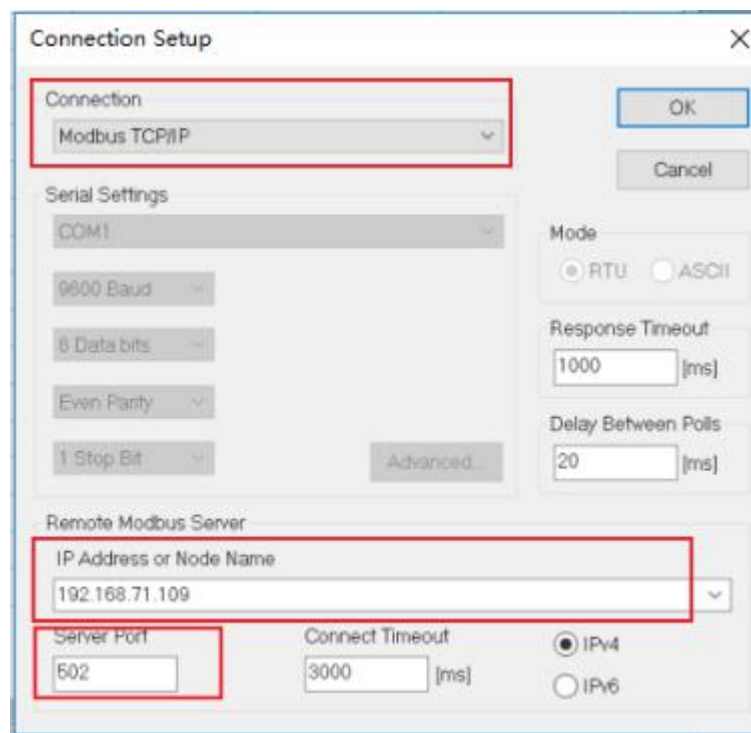 Connection Setup
Connection
Modbus TCP/IP
OK
Cancel
Serial Settings
COM1
9600 Baud
8 Data bits
Even Parity
1 Stop Bit
Advanced...
Mode
RTU
ASCII
Response Timeout
1000 [ms]
Delay Between Polls
20 [ms]
Remote Modbus Server
IP Address or Node Name
192.168.71.109
Server Port
502
Connect Timeout
3000 [ms]
IPv4
IPv6